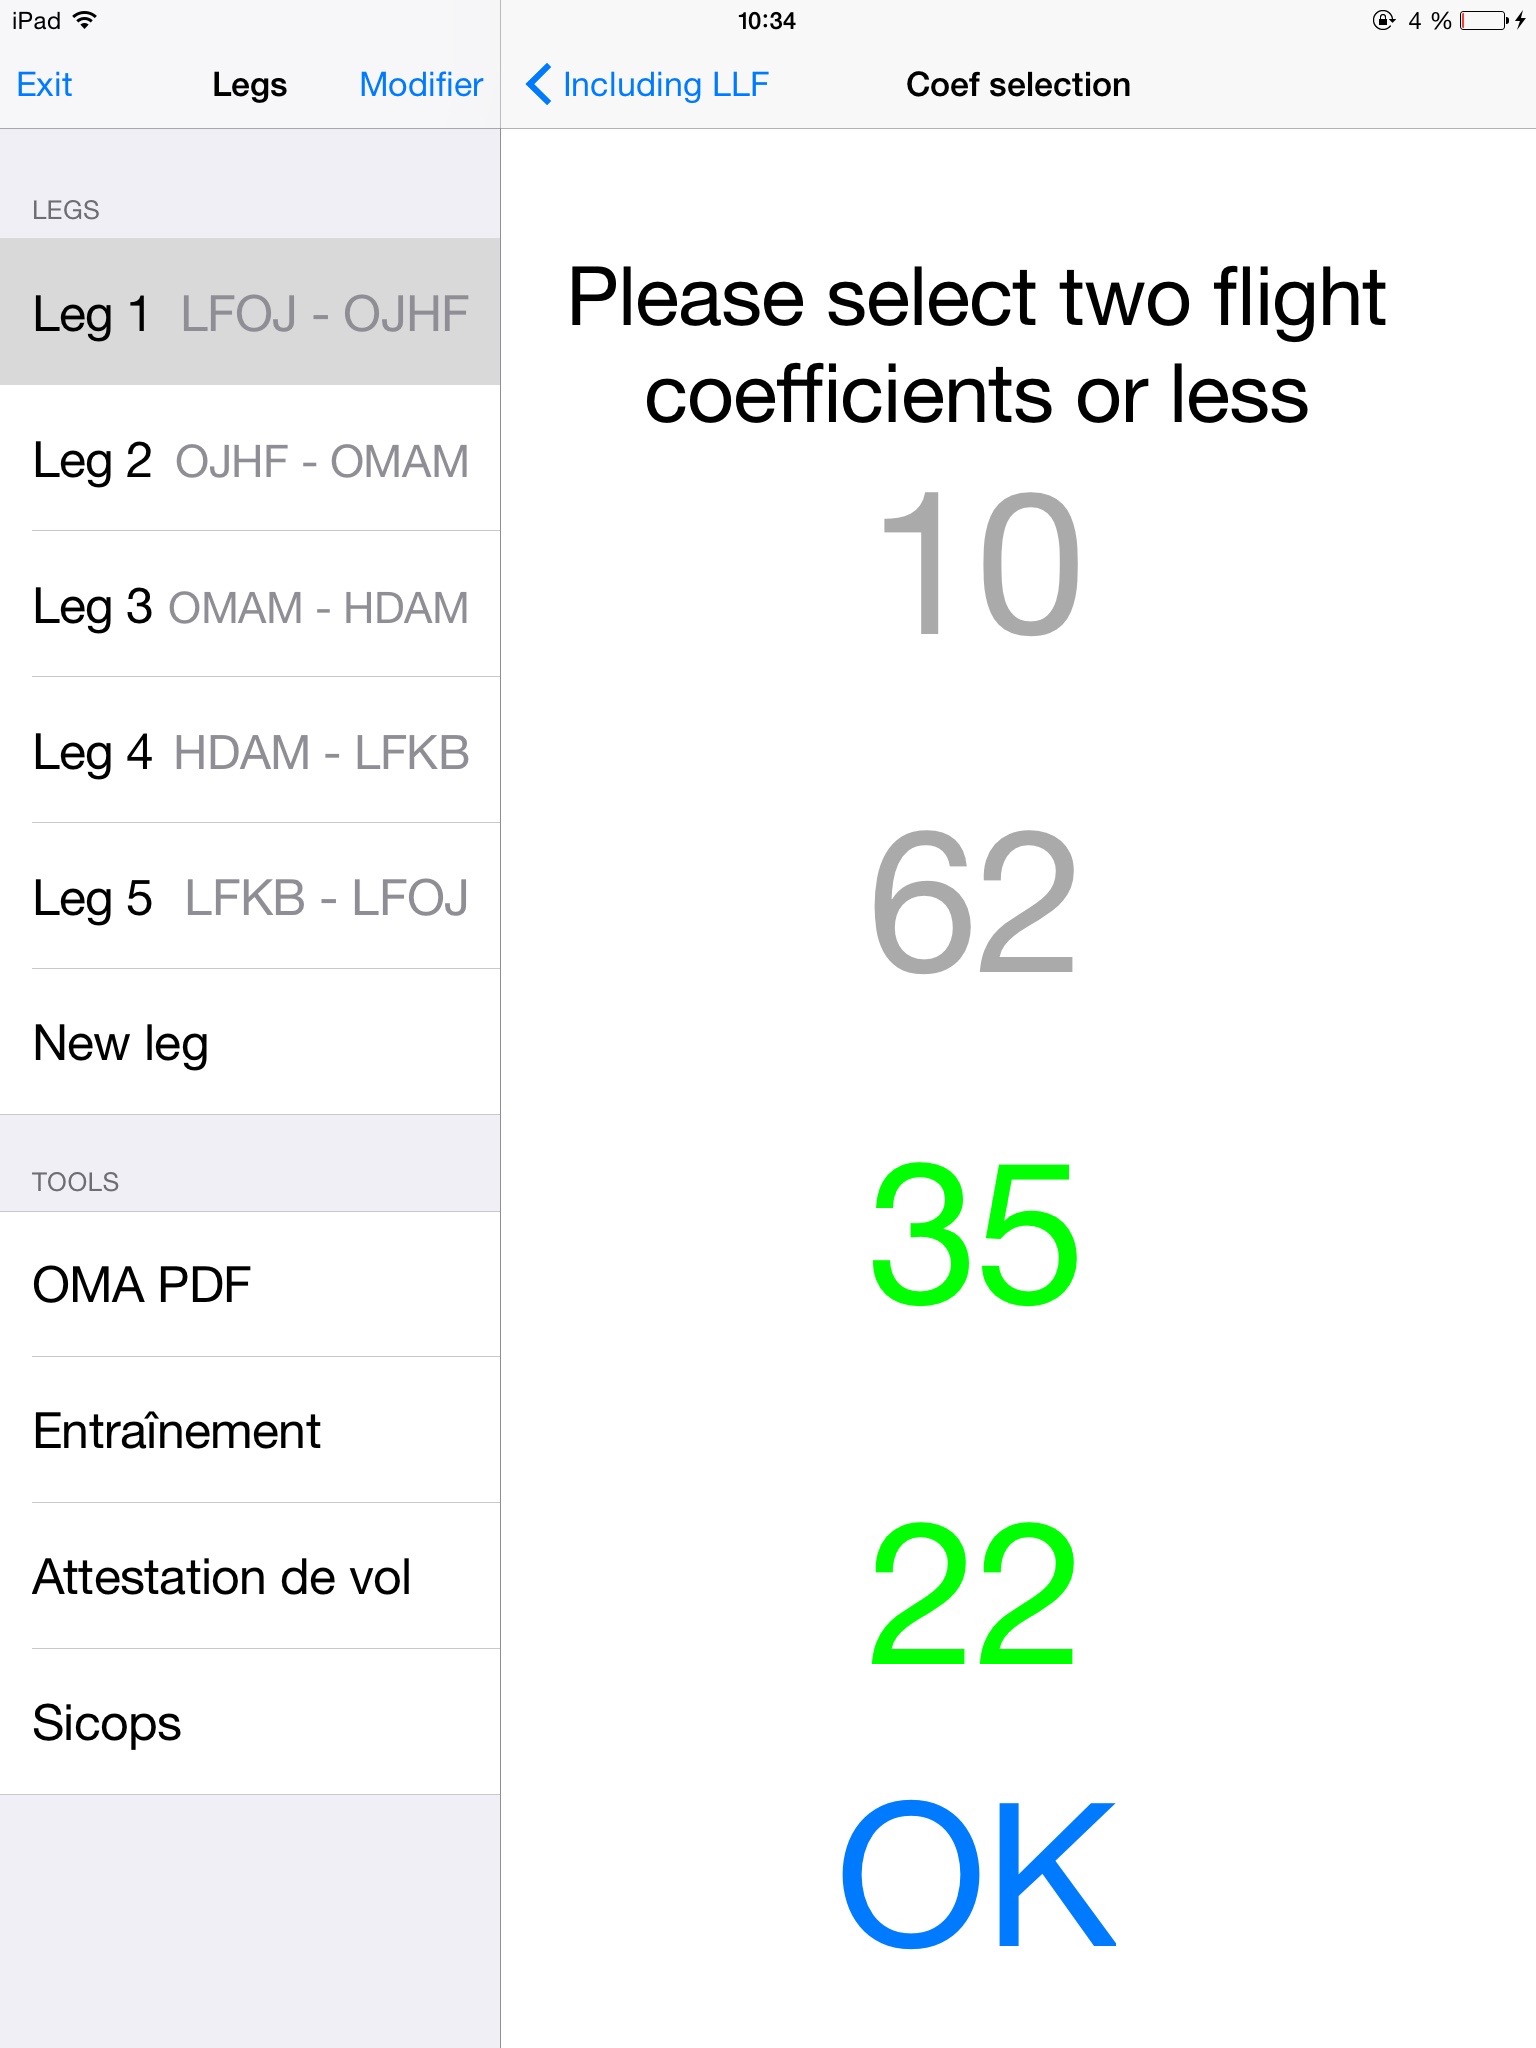 iPad 10:34 4 %
Exit Legs Modifier
Including LLF Coef selection
LEGS
Leg 1 LFOJ - OJHF
Leg 2 OJHF - OMAM
Leg 3 OMAM - HDAM
Leg 4 HDAM - LFKB
Leg 5 LFKB - LFOJ
New leg
TOOLS
OMA PDF
Entraînement
Attestation de vol
Sicops
Please select two flight
coefficients or less
10
62
35
22
OK